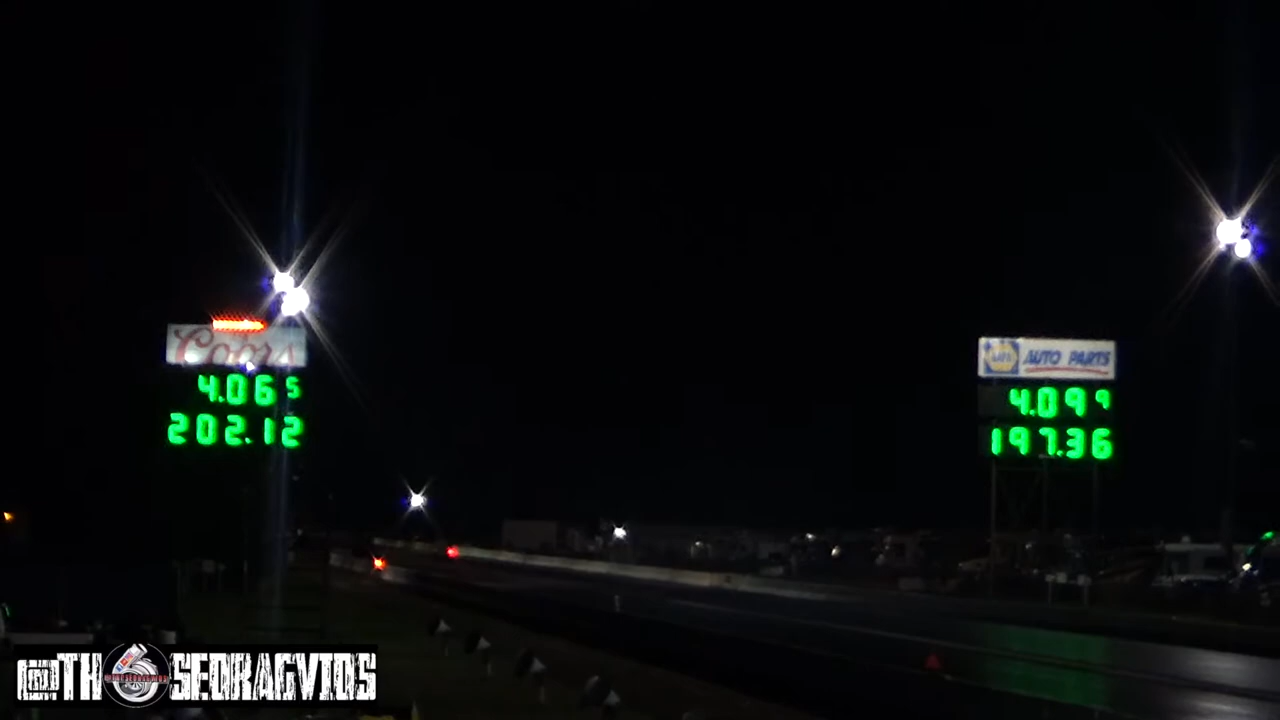 Coors
4.065
202.12
NAPA AUTO PARTS
4.099
197.36
@THOSEDRAGVIDS